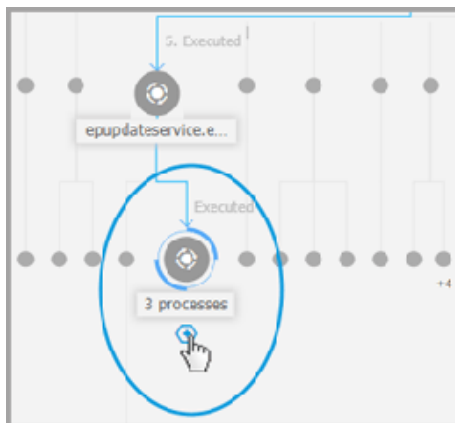 5. Executed
epupdateservice.e...
Executed
3 processes
+4